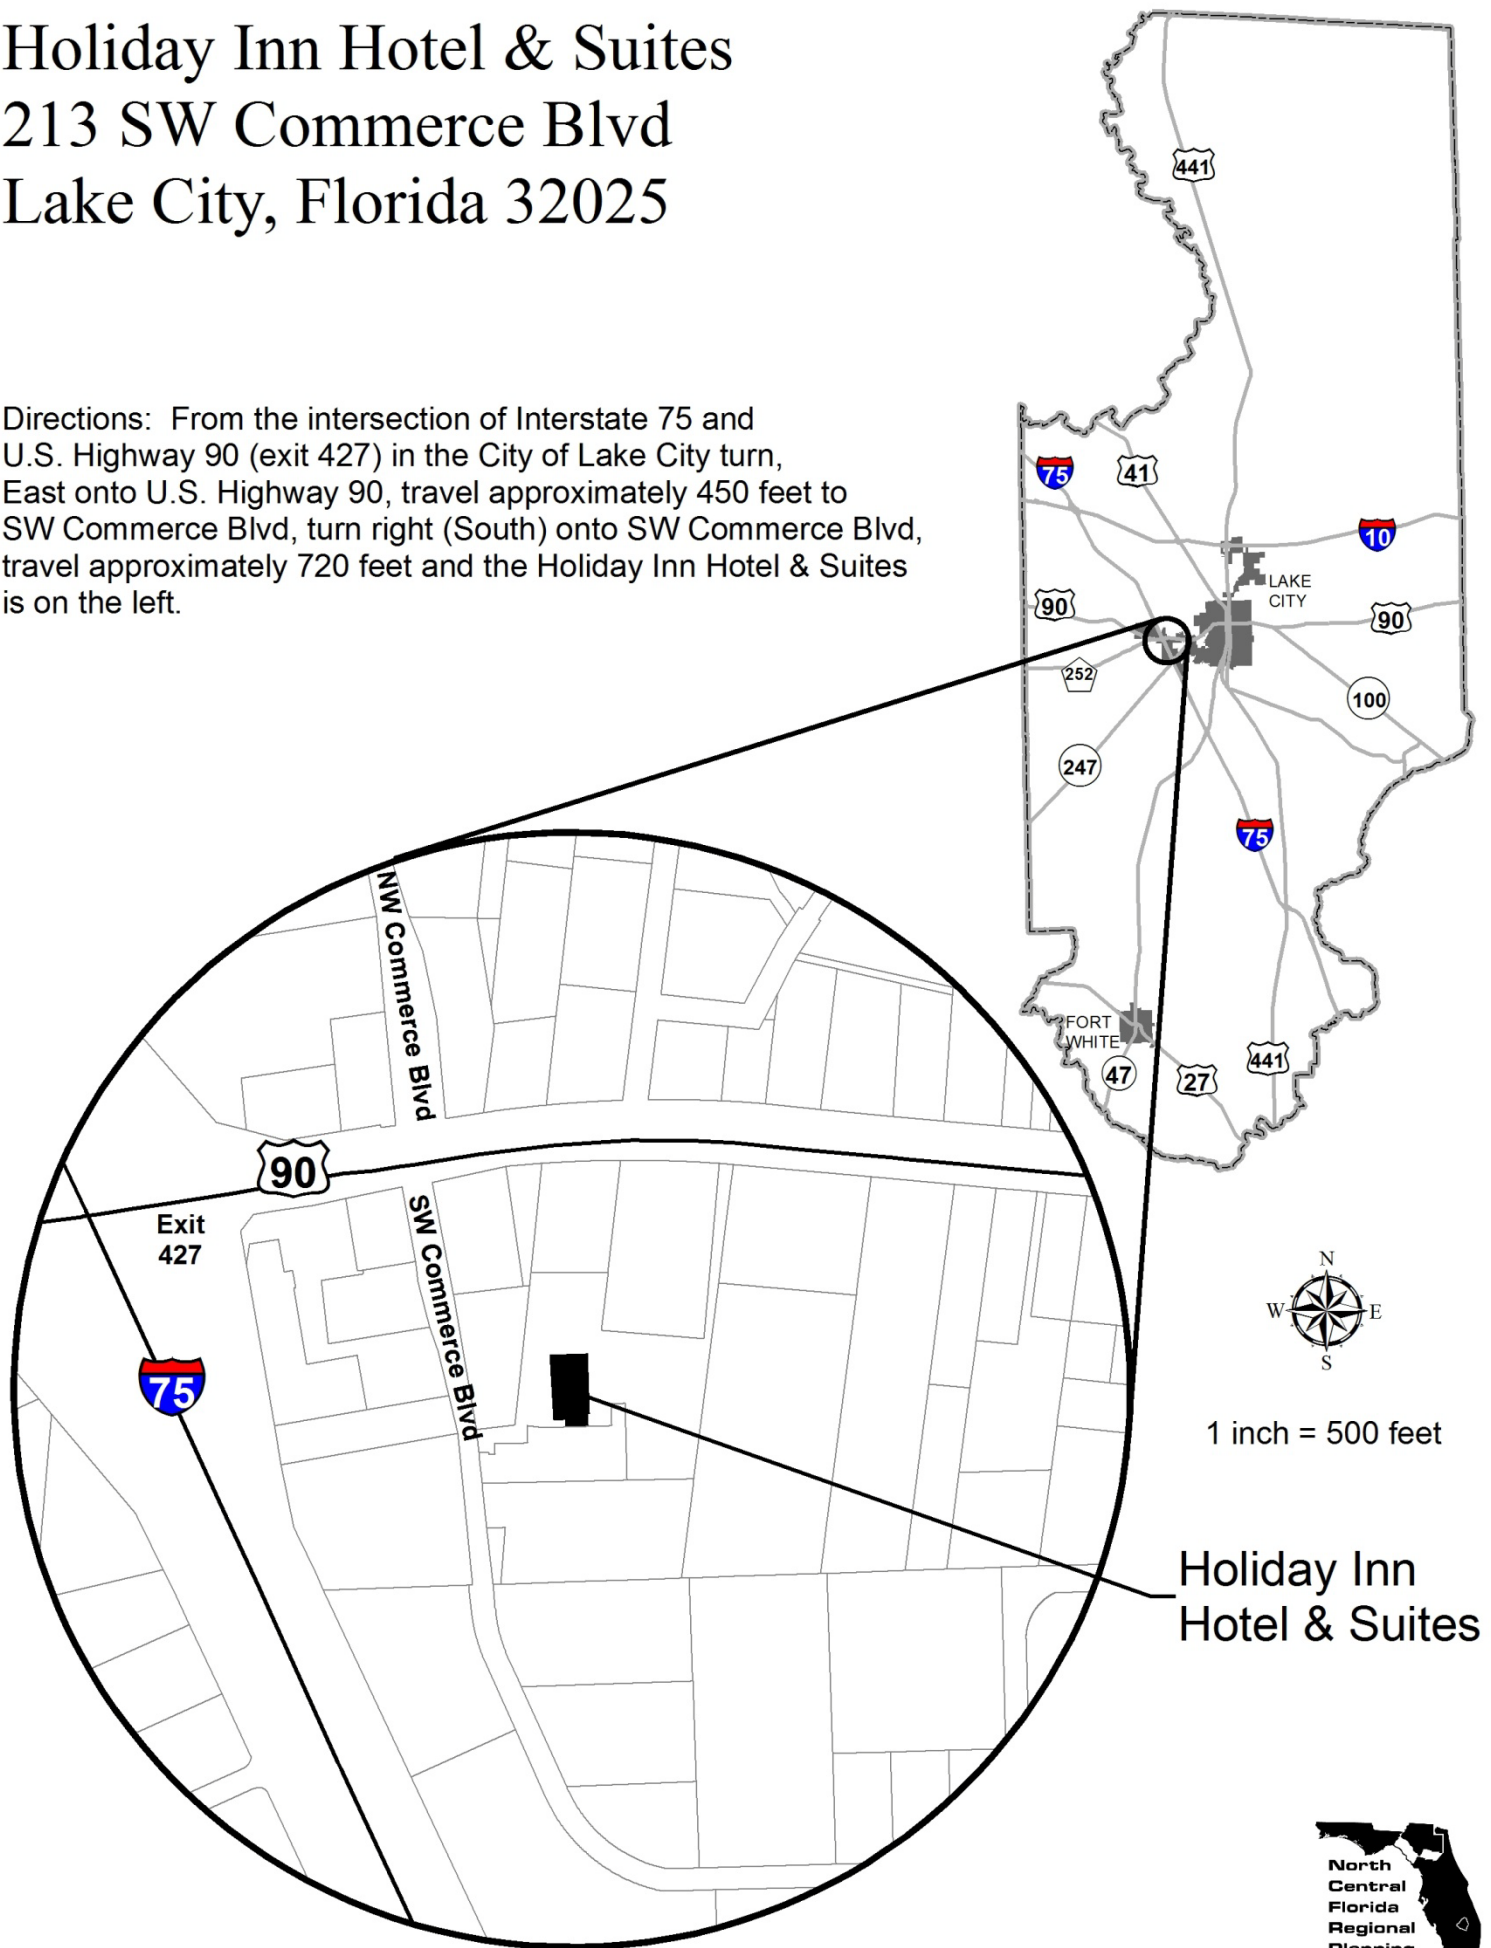 Holiday Inn Hotel & Suites
213 SW Commerce Blvd
Lake City, Florida 32025
Directions:  From the intersection of Interstate 75 and
U.S. Highway 90 (exit 427) in the City of Lake City turn,
East onto U.S. Highway 90, travel approximately 450 feet to
SW Commerce Blvd, turn right (South) onto SW Commerce Blvd,
travel approximately 720 feet and the Holiday Inn Hotel & Suites
is on the left.
441
75
41
10
LAKE
CITY
90
90
252
100
247
75
FORT
WHITE
47
27
441
NW Commerce Blvd
90
Exit
427
SW Commerce Blvd
75
N
W
E
S
1 inch = 500 feet
Holiday Inn
Hotel & Suites
North
Central
Florida
Regional
Planning